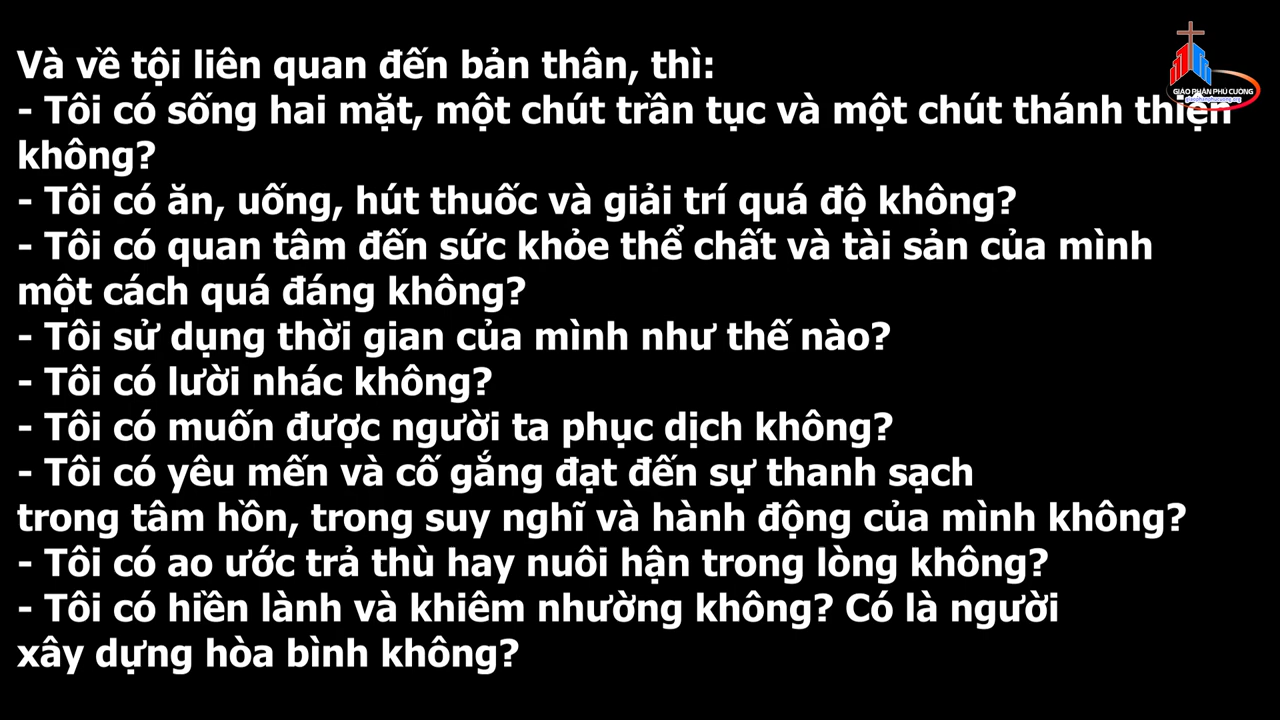 Và về tội liên quan đến bản thân, thì:
- Tôi có sống hai mặt, một chút trần tục và một chút thánh thiện
không?
- Tôi có ăn, uống, hút thuốc và giải trí quá độ không?
- Tôi có quan tâm đến sức khỏe thể chất và tài sản của mình
một cách quá đáng không?
- Tôi sử dụng thời gian của mình như thế nào?
- Tôi có lười nhác không?
- Tôi có muốn được người ta phục dịch không?
- Tôi có yêu mến và cố gắng đạt đến sự thanh sạch
trong tâm hồn, trong suy nghĩ và hành động của mình không?
- Tôi có ao ước trả thù hay nuôi hận trong lòng không?
- Tôi có hiền lành và khiêm nhường không? Có là người
xây dựng hòa bình không?
GIÁO PHẬN PHÚ CƯỜNG